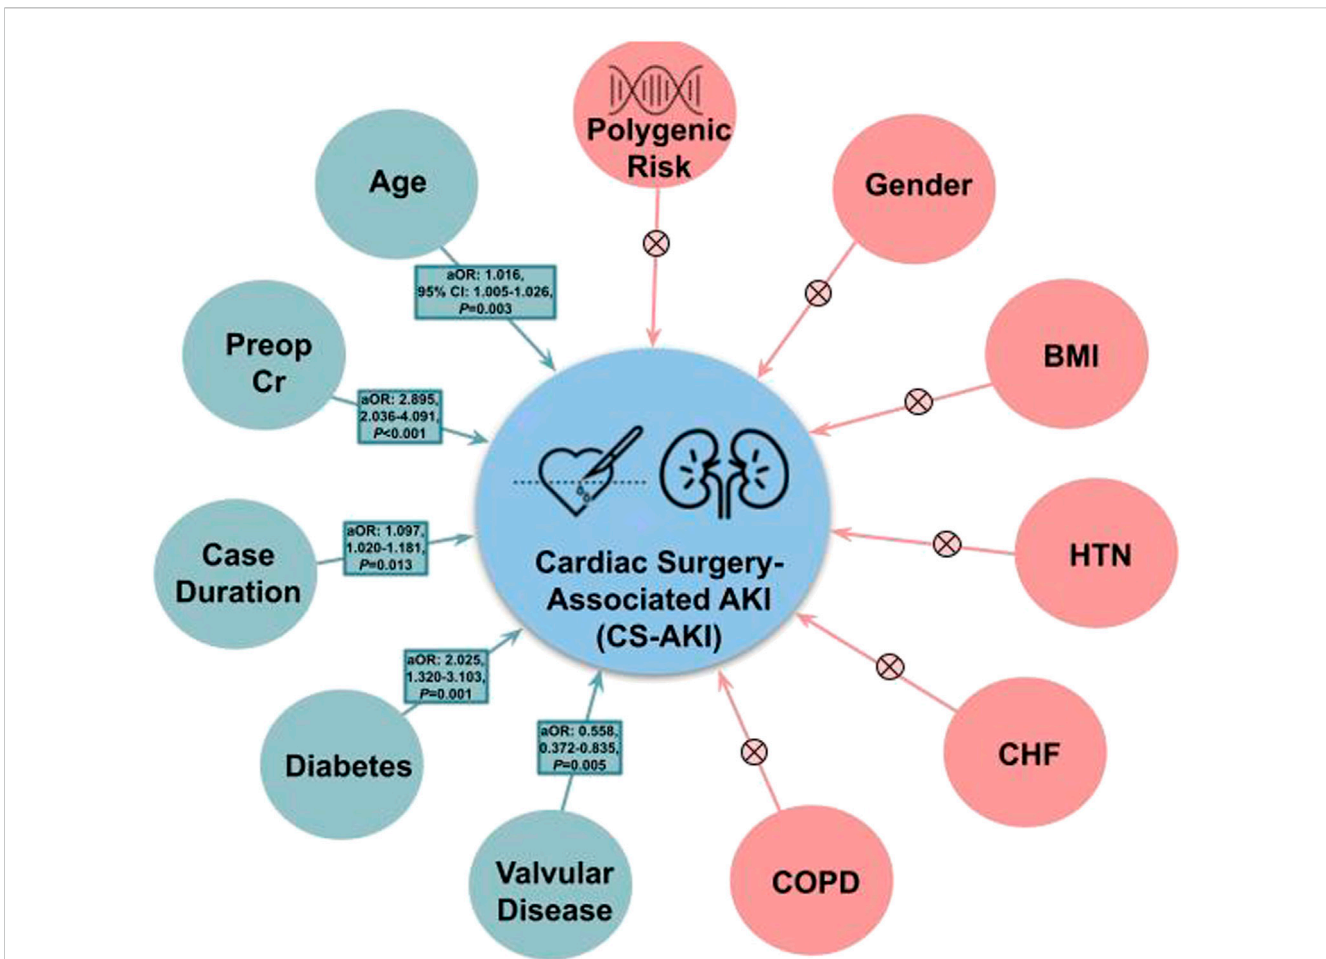 Polygenic
Risk
Age
aOR: 1.016,
95% CI: 1.005-1.026,
P=0.003
Gender
Preop
Cr
aOR: 2.895,
2.036-4.091,
P<0.001
BMI
Case
Duration
aOR: 1.097,
1.020-1.181,
P=0.013
HTN
Cardiac Surgery-
Associated AKI
(CS-AKI)
Diabetes
aOR: 2.025,
1.320-3.103,
P=0.001
CHF
Valvular
Disease
aOR: 0.558,
0.372-0.835,
P=0.005
COPD